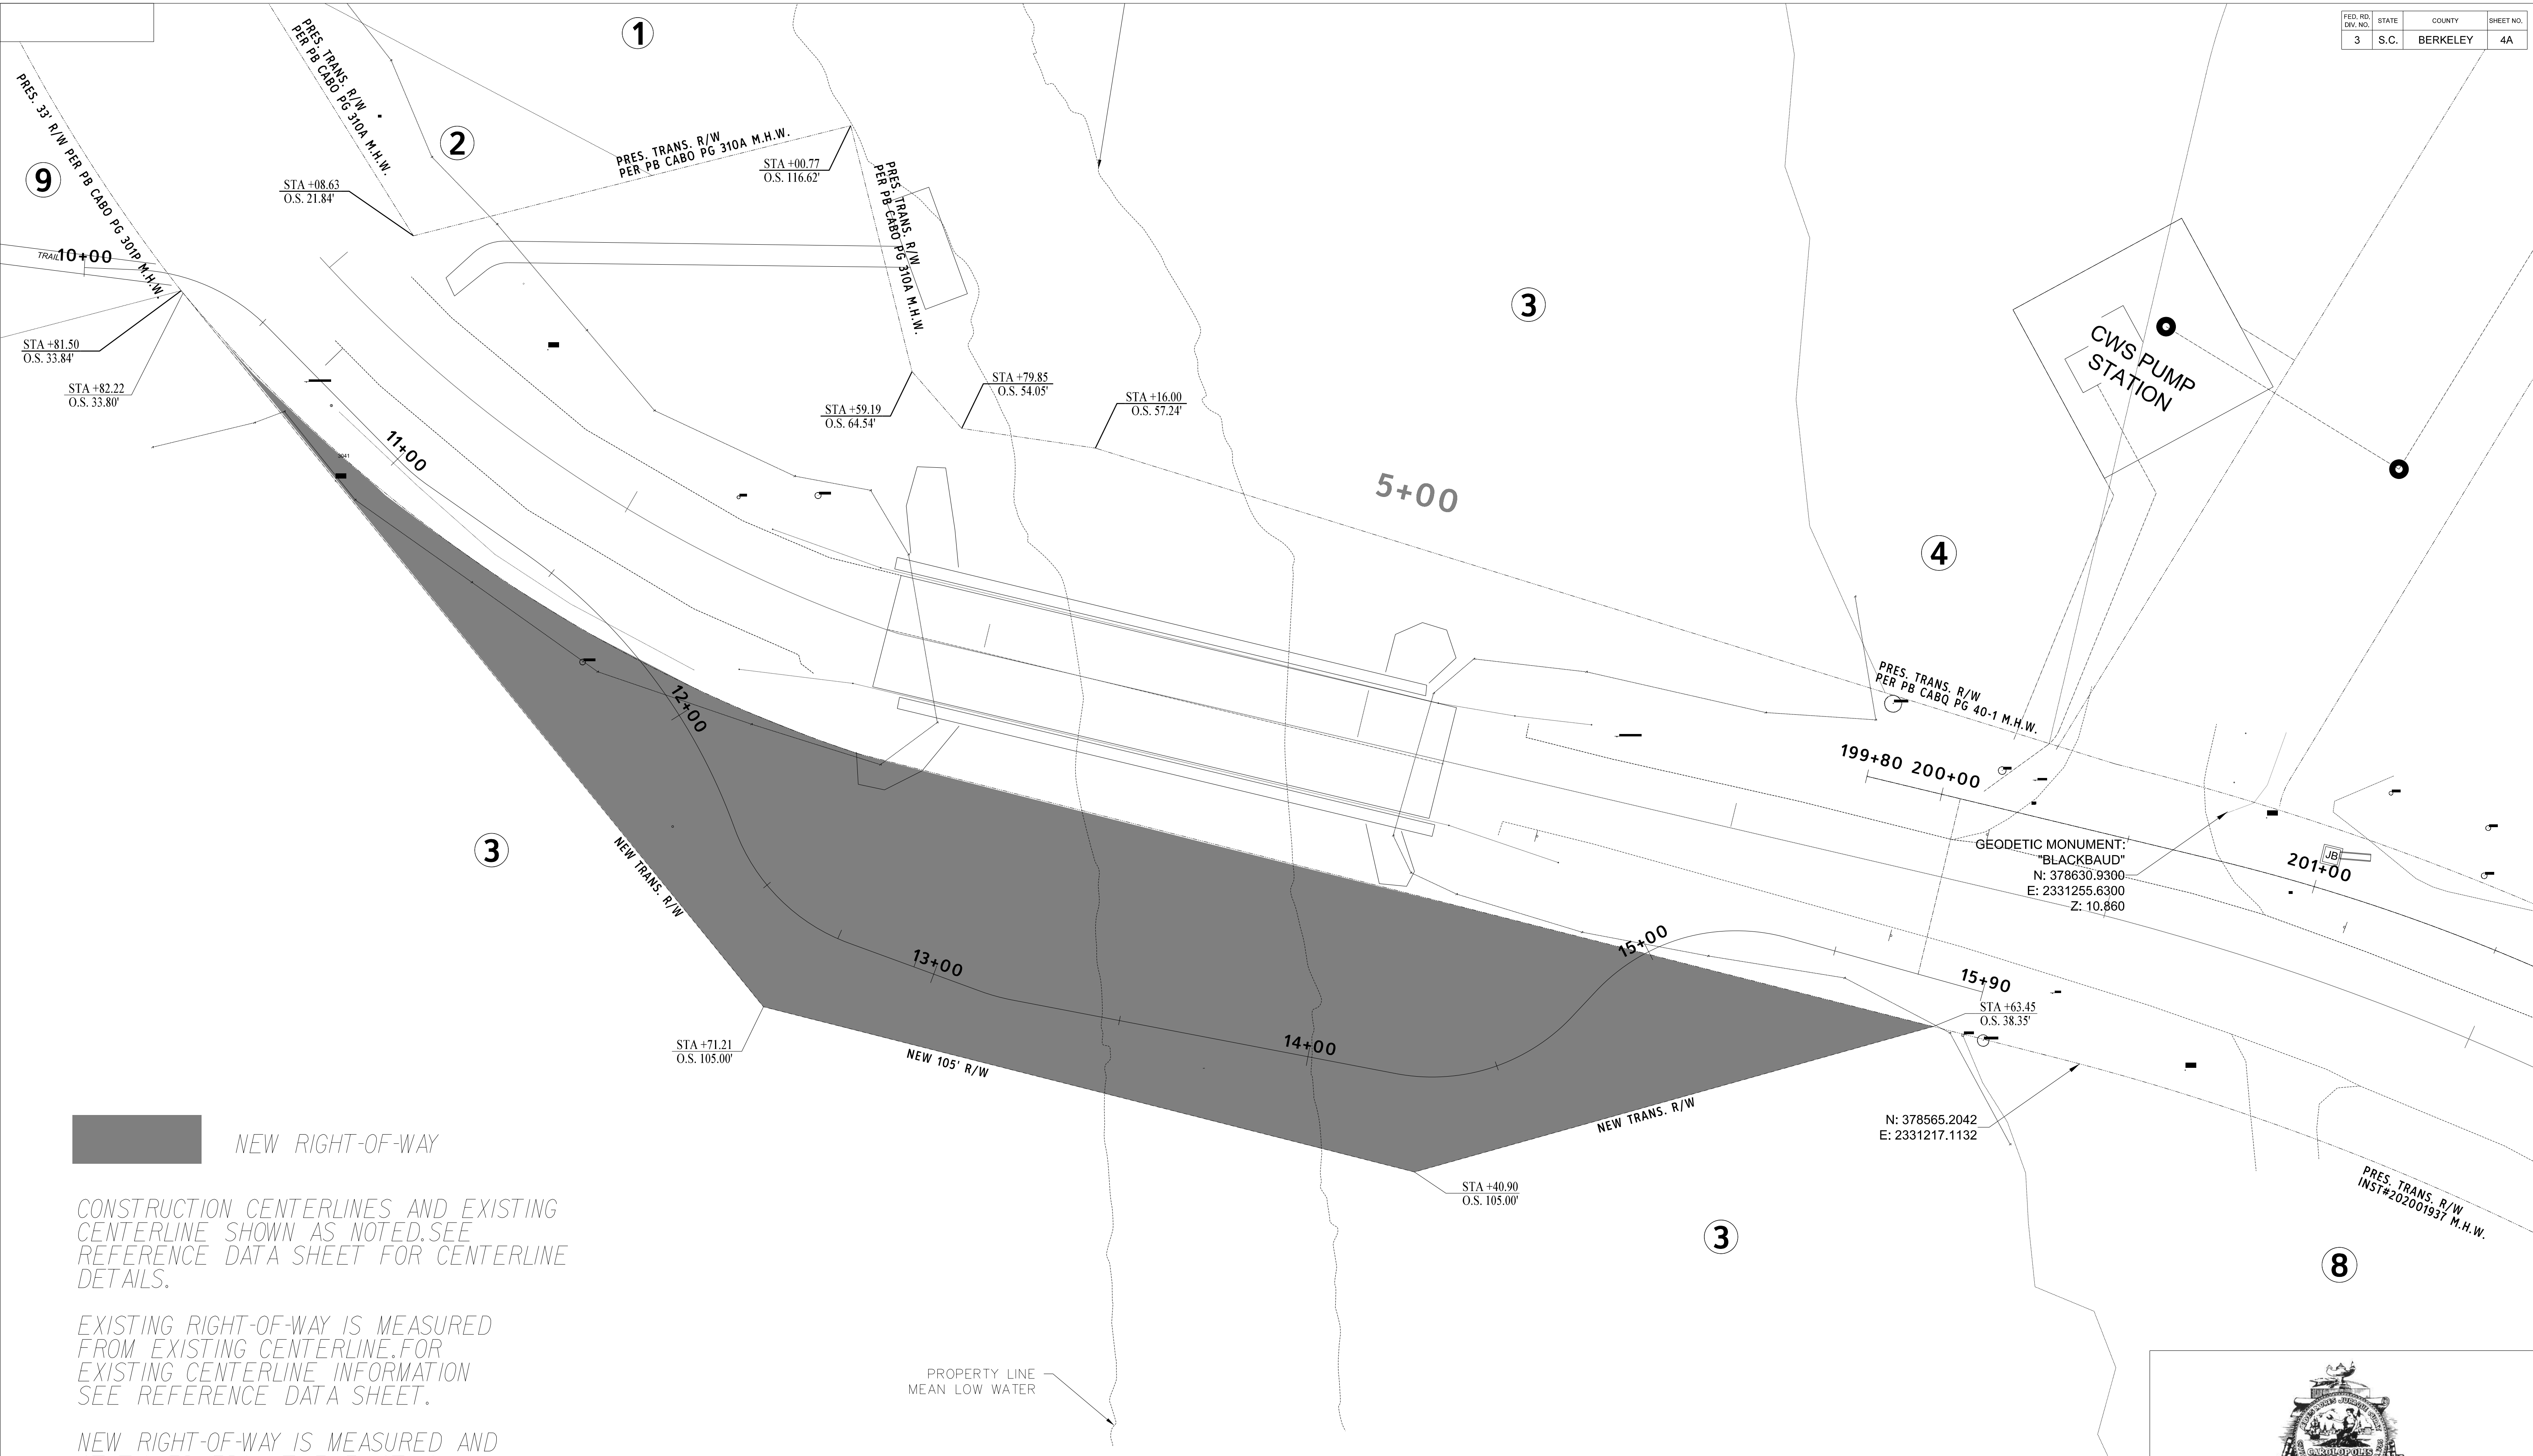 FED. RD. DIV. NO.
STATE
COUNTY
SHEET NO.
3
S.C.
BERKELEY
4A
1
2
9
3
4
3
3
8
PRES. 33' R/W PER PB CABO PG 301P M.H.W.
PRES. TRANS. R/W
PER PB CABO PG 310A M.H.W.
PRES. TRANS. R/W
PER PB CABO PG 310A M.H.W.
PRES. TRANS. R/W
PER PB CABO PG 310A M.H.W.
STA +00.77
O.S. 116.62'
STA +08.63
O.S. 21.84'
TRAIL
10+00
STA +81.50
O.S. 33.84'
STA +82.22
O.S. 33.80'
STA +59.19
O.S. 64.54'
STA +79.85
O.S. 54.05'
STA +16.00
O.S. 57.24'
CWS PUMP
STATION
11+00
3041
5+00
12+00
PRES. TRANS. R/W
PER PB CABQ PG 40-1 M.H.W.
199+80
200+00
GEODETIC MONUMENT:
"BLACKBAUD"
N: 378630.9300
E: 2331255.6300
Z: 10.860
JB
201+00
NEW TRANS. R/W
13+00
15+00
15+90
STA +63.45
O.S. 38.35'
14+00
STA +71.21
O.S. 105.00'
NEW 105' R/W
NEW TRANS. R/W
N: 378565.2042
E: 2331217.1132
STA +40.90
O.S. 105.00'
PRES. TRANS. R/W
INST#202001937 M.H.W.
NEW RIGHT-OF-WAY
CONSTRUCTION CENTERLINES AND EXISTING
CENTERLINE SHOWN AS NOTED.SEE
REFERENCE DATA SHEET FOR CENTERLINE
DETAILS.
EXISTING RIGHT-OF-WAY IS MEASURED
FROM EXISTING CENTERLINE.FOR
EXISTING CENTERLINE INFORMATION
SEE REFERENCE DATA SHEET.
NEW RIGHT-OF-WAY IS MEASURED AND
PROPERTY LINE
MEAN LOW WATER
CAROLOPOLIS